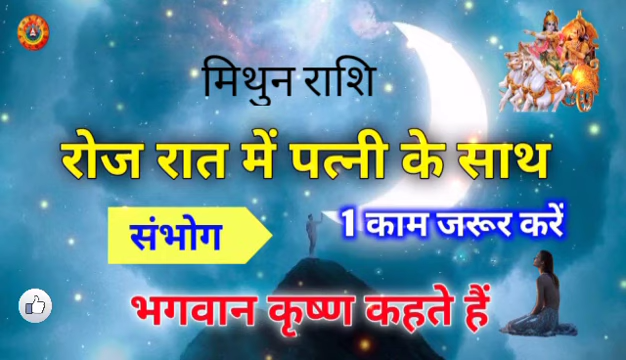 मिथुन राशि
रोज रात में पत्नी के साथ
संभोग
1 काम जरूर करें
भगवान कृष्ण कहते हैं